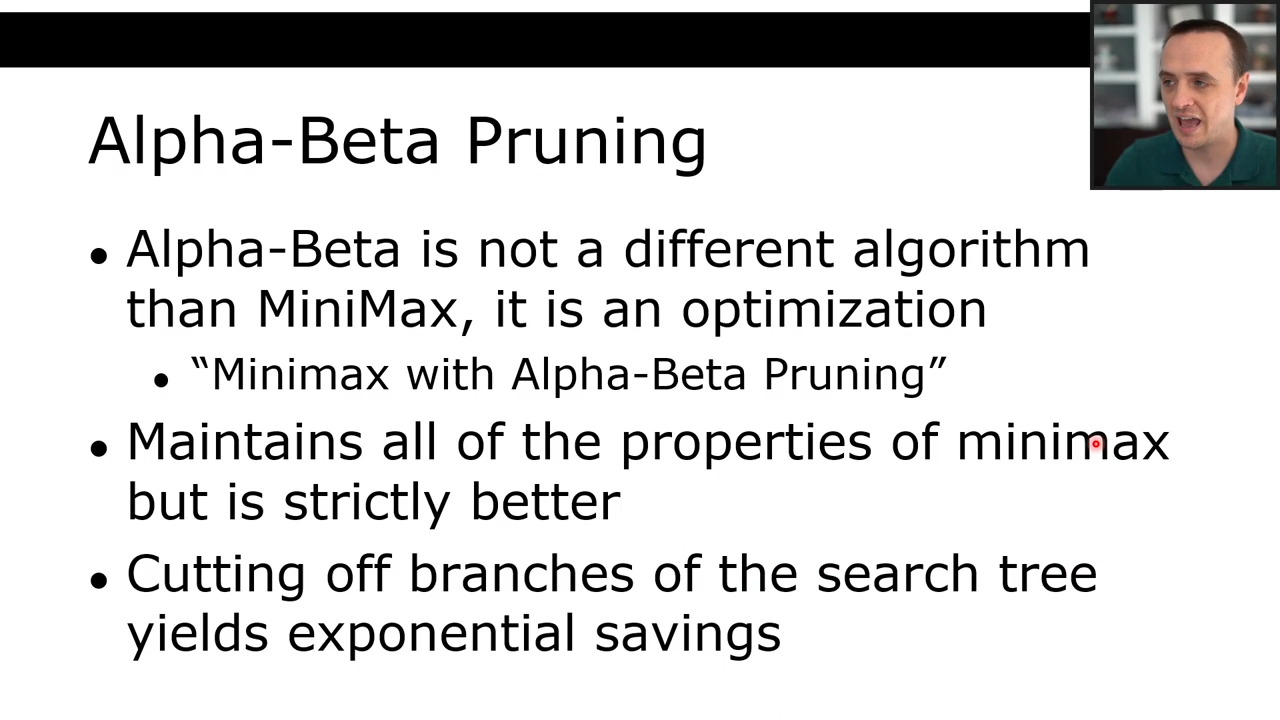 Alpha-Beta Pruning
• Alpha-Beta is not a different algorithm
than MiniMax, it is an optimization
• “Minimax with Alpha-Beta Pruning”
• Maintains all of the properties of minimax
but is strictly better
• Cutting off branches of the search tree
yields exponential savings